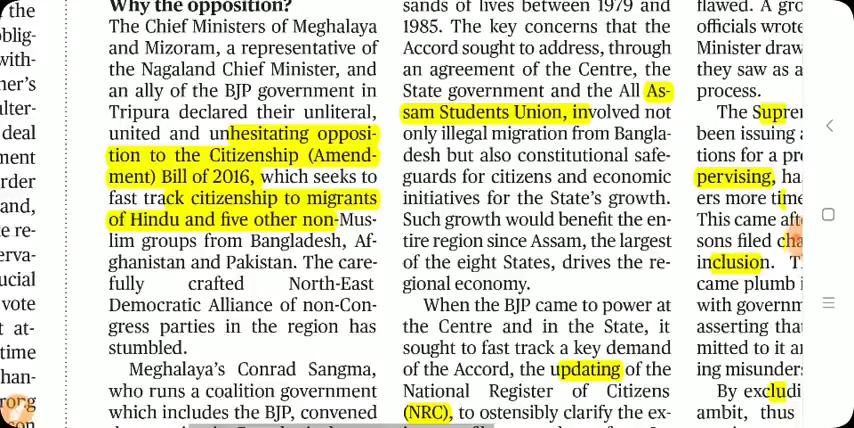 the
oblig-
with-
her's
ulter-
deal
ment
rder
and,
e re-
erva-
ucial
vote
t at-
time
han-
rong
son
Why the opposition?
The Chief Ministers of Meghalaya
and Mizoram, a representative of
the Nagaland Chief Minister, and
an ally of the BJP government in
Tripura declared their unliteral,
united and unhesitating opposi-
tion to the Citizenship (Amend-
ment) Bill of 2016, which seeks to
fast track citizenship to migrants
of Hindu and five other non-Mus-
lim groups from Bangladesh, Af-
ghanistan and Pakistan. The care-
fully crafted North-East
Democratic Alliance of non-Con-
gress parties in the region has
stumbled.
Meghalaya's Conrad Sangma,
who runs a coalition government
which includes the BJP, convened
sands of lives between 1979 and
1985. The key concerns that the
Accord sought to address, through
an agreement of the Centre, the
State government and the All As-
sam Students Union, involved not
only illegal migration from Bangla-
desh but also constitutional safe-
guards for citizens and economic
initiatives for the State's growth.
Such growth would benefit the en-
tire region since Assam, the largest
of the eight States, drives the re-
gional economy.
When the BJP came to power at
the Centre and in the State, it
sought to fast track a key demand
of the Accord, the updating of the
National Register of Citizens
(NRC), to ostensibly clarify the ex-
flawed. A gro
officials wrote
Minister draw
they saw as a
process.
The Suprem
been issuing
tions for a pr
pervising, ha
ers more time
This came aft
sons filed cha
inclusion. T
came plumb i
with governm
asserting that
mitted to it a
ing misunders
By excludi
ambit, thus